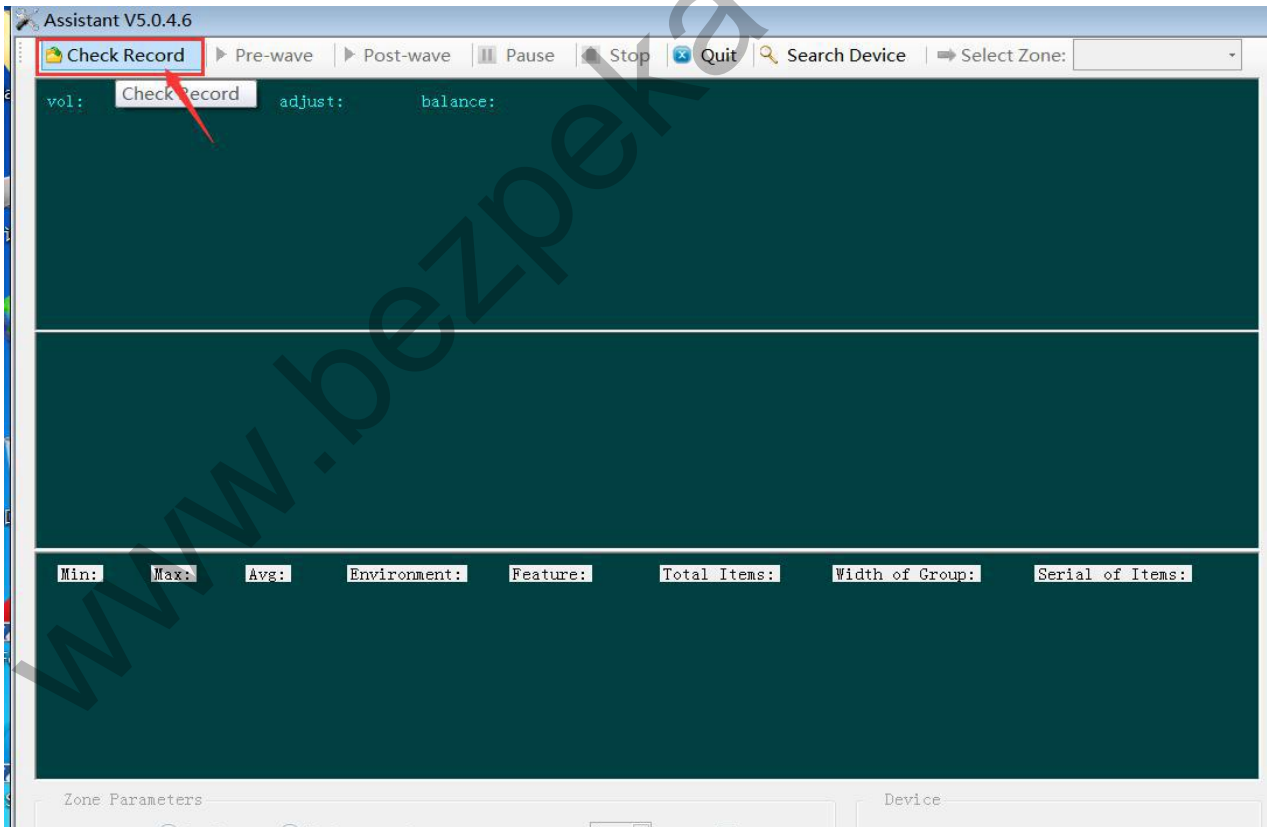 Assistant V5.0.4.6
Check Record Pre-wave Post-wave Pause Stop Quit Search Device Select Zone:
Check Record
vol: adjust: balance:
Min: Max: Avg: Environment: Feature: Total Items: Width of Group: Serial of Items:
Zone Parameters Device
www.bezpeka